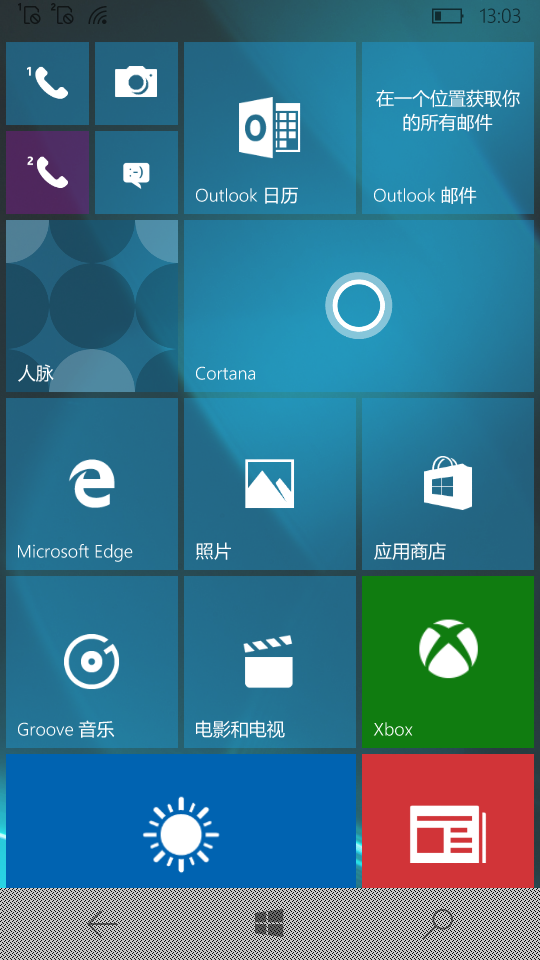 1 2 13:03
1
2
:-)
Outlook 日历
在一个位置获取你
的所有邮件
Outlook 邮件
人脉
Cortana
Microsoft Edge
照片
应用商店
Groove 音乐
电影和电视
Xbox